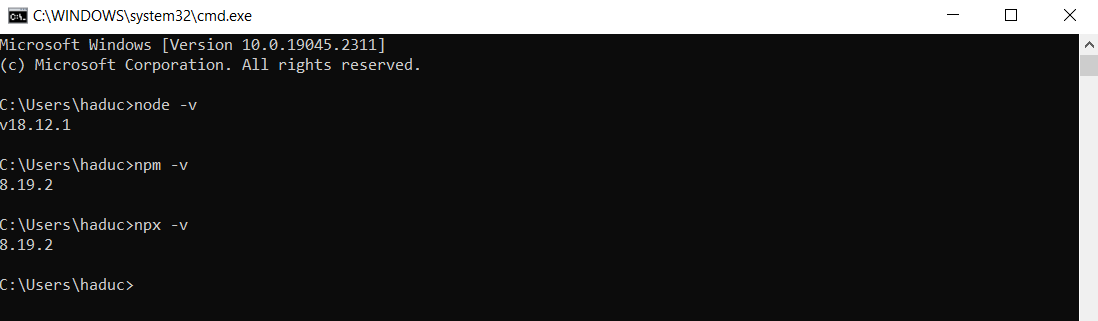 C:\WINDOWS\system32\cmd.exe
Microsoft Windows [Version 10.0.19045.2311]
(c) Microsoft Corporation. All rights reserved.
C:\Users\haduc>node -v
v18.12.1
C:\Users\haduc>npm -v
8.19.2
C:\Users\haduc>npx -v
8.19.2
C:\Users\haduc>